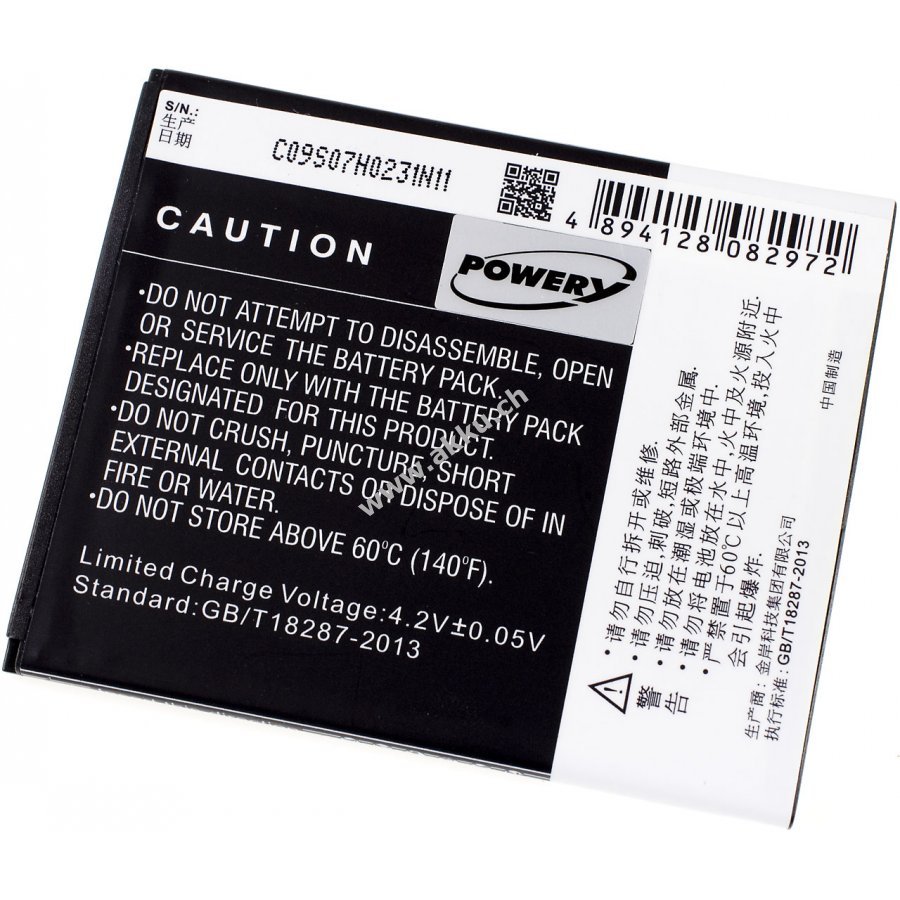 S/N.:
生产
日期
C09S07H0231N11
4 894128 082972
CAUTION
POWERY
•DO NOT ATTEMPT TO DISASSEMBLE, OPEN
OR SERVICE THE BATTERY PACK.
•REPLACE ONLY WITH THE BATTERY PACK
DESIGNATED FOR THIS PRODUCT.
•DO NOT CRUSH, PUNCTURE, SHORT
EXTERNAL CONTACTS OR DISPOSE OF IN
FIRE OR WATER.
•DO NOT STORE ABOVE 60°C (140°F).
Limited Charge Voltage:4.2V±0.05V
Standard:GB/T18287-2013
www.akku.ch
警
告
•请勿自行拆开或维修.
•请勿压迫,刺破,短路外部金属.
•请勿放在潮湿或极端环境中.
•请勿将电池放在水中,火中及火源附近.
•严禁置于60℃以上高温环境,投入火中
会引起爆炸.
生产商:金岸科技集团有限公司
执行标准:GB/T18287-2013
中国制造